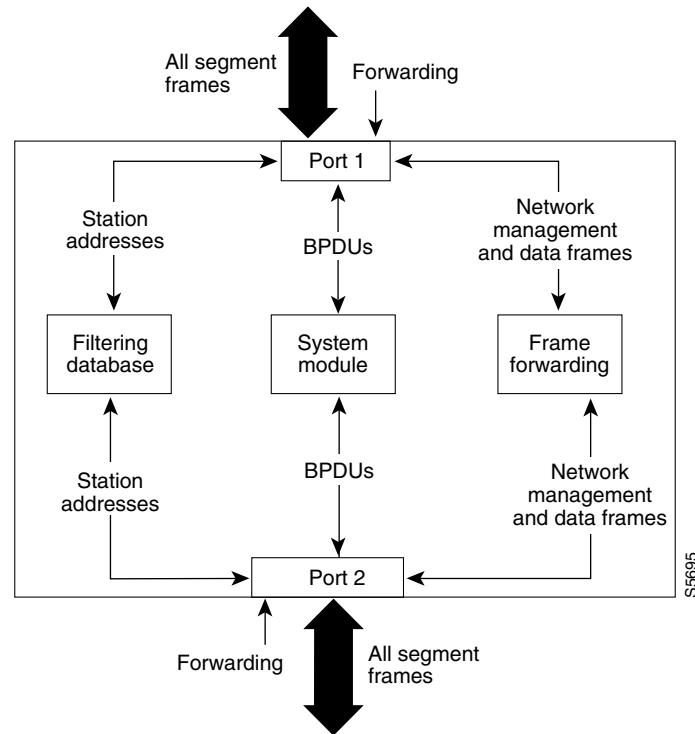 All segment
frames
Forwarding
Port 1
Station
addresses
BPDUs
Network
management
and data frames
Filtering
database
System
module
Frame
forwarding
Station
addresses
BPDUs
Network
management
and data frames
Port 2
S5695
Forwarding
All segment
frames